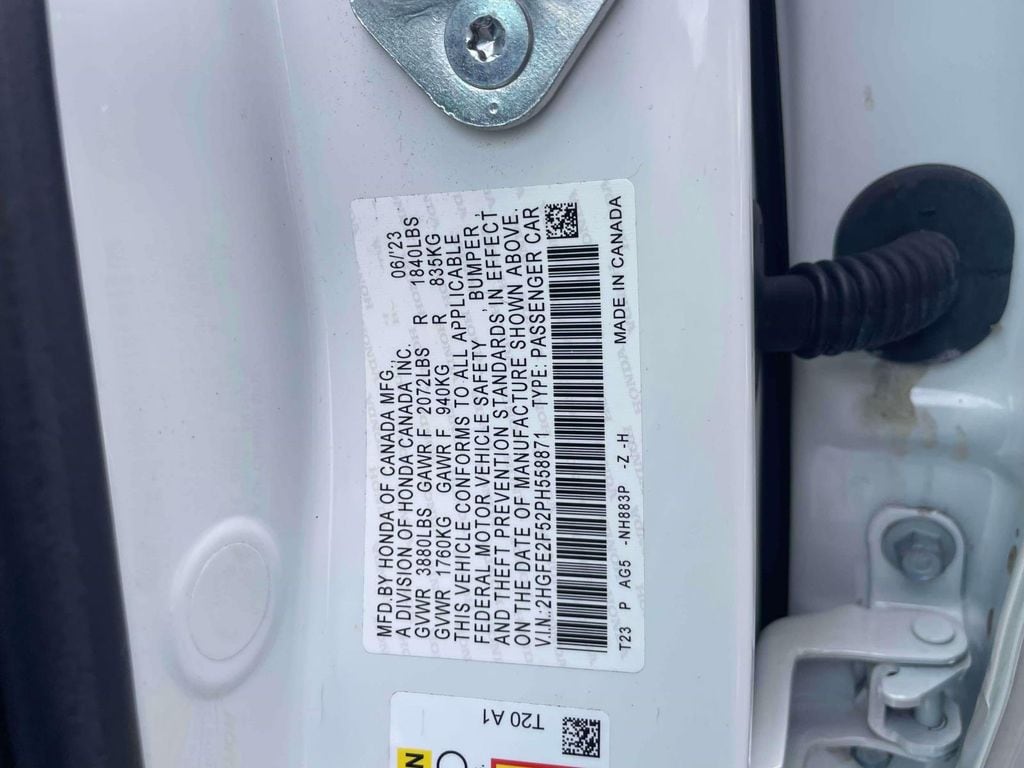 MFD.BY HONDA OF CANADA MFG., 06/23
A DIVISION OF HONDA CANADA INC.
GVWR 3880LBS GAWR F 2072LBS R 1840LBS
GVWR 1760KG GAWR F 940KG R 836KG
THIS VEHICLE CONFORMS TO ALL APPLICABLE
FEDERAL MOTOR VEHICLE SAFETY ,BUMPER ,
AND THEFT PREVENTION STANDARDS IN EFFECT
ON THE DATE OF MANUFACTURE SHOWN ABOVE.
V.I.N.:2HGFE2F52PH558871 TYPE: PASSENGER CAR
T23 P AG5 -NH883P -Z -H MADE IN CANADA
T20 A1